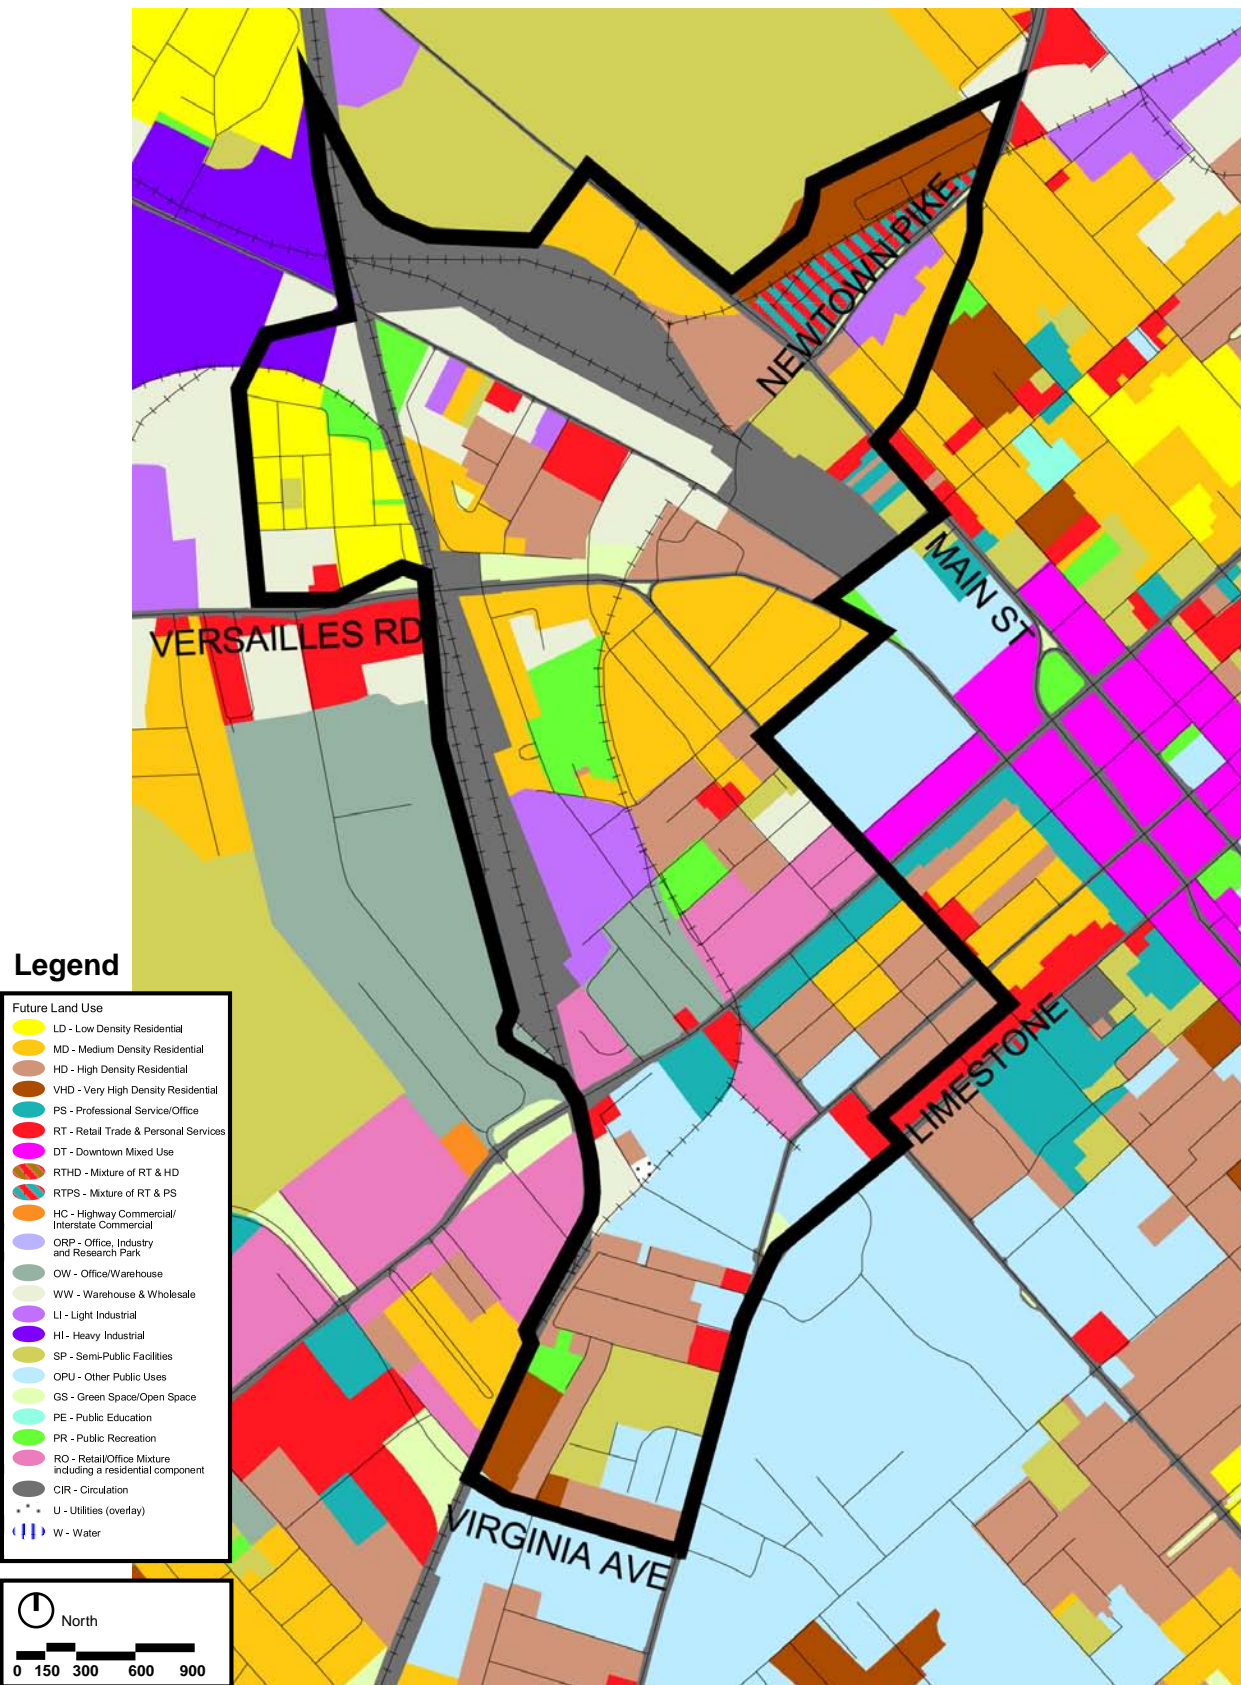 NEWTOWN PIKE
MAIN ST
VERSAILLES RD
LIMESTONE
VIRGINIA AVE
Legend
Future Land Use
LD - Low Density Residential
MD - Medium Density Residential
HD - High Density Residential
VHD - Very High Density Residential
PS - Professional Service/Office
RT - Retail Trade & Personal Services
DT - Downtown Mixed Use
RTHD - Mixture of RT & HD
RTPS - Mixture of RT & PS
HC - Highway Commercial/
Interstate Commercial
ORP - Office, Industry
and Research Park
OW - Office/Warehouse
WW - Warehouse & Wholesale
LI - Light Industrial
HI - Heavy Industrial
SP - Semi-Public Facilities
OPU - Other Public Uses
GS - Green Space/Open Space
PE - Public Education
PR - Public Recreation
RO - Retail/Office Mixture
including a residential component
CIR - Circulation
U - Utilities (overlay)
W - Water
North
0 150 300 600 900